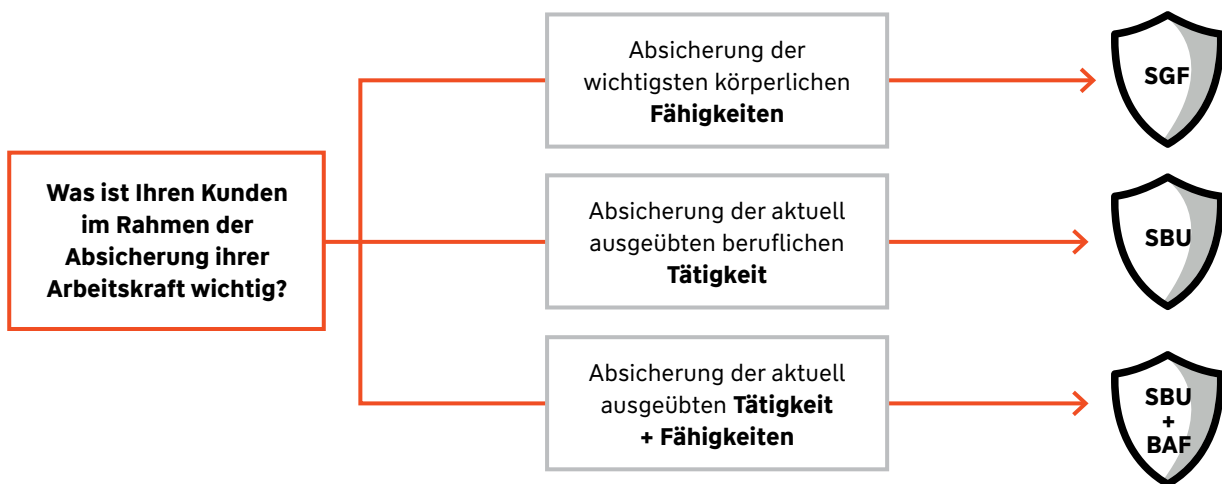 Was ist Ihren Kunden
im Rahmen der
Absicherung ihrer
Arbeitskraft wichtig?
Absicherung der
wichtigsten körperlichen
Fähigkeiten
SGF
Absicherung der aktuell
ausgeübten beruflichen
Tätigkeit
SBU
Absicherung der aktuell
ausgeübten Tätigkeit
+ Fähigkeiten
SBU
+
BAF